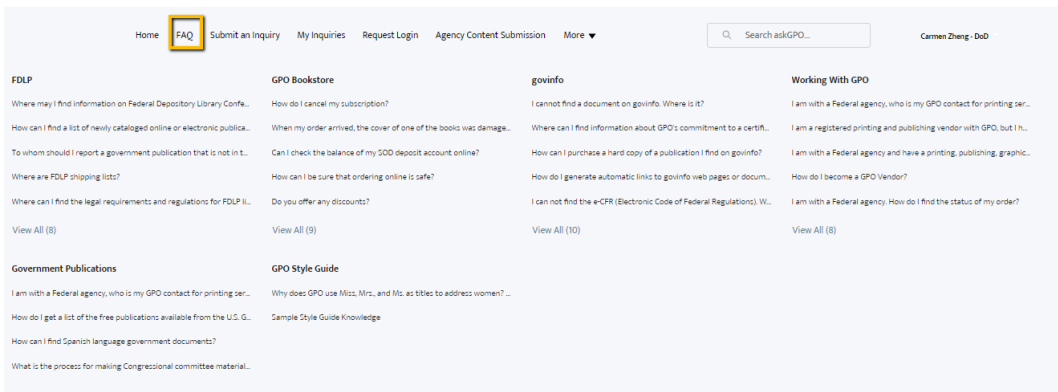 Home FAQ Submit an Inquiry My Inquiries Request Login Agency Content Submission More ▼ Search askGPO... Carmen Zheng - DoD
FDLP
Where may I find information on Federal Depository Library Confe...
How can I find a list of newly cataloged online or electronic publica...
To whom should I report a government publication that is not in t...
Where are FDLP shipping lists?
Where can I find the legal requirements and regulations for FDLP li...
View All (8)
GPO Bookstore
How do I cancel my subscription?
When my order arrived, the cover of one of the books was damage...
Can I check the balance of my SOD deposit account online?
How can I be sure that ordering online is safe?
Do you offer any discounts?
View All (9)
govinfo
I cannot find a document on govinfo. Where is it?
Where can I find information about GPO's commitment to a certifi...
How can I purchase a hard copy of a publication I find on govinfo?
How do I generate automatic links to govinfo web pages or docum...
I can not find the e-CFR (Electronic Code of Federal Regulations). W...
View All (10)
Working With GPO
I am with a Federal agency, who is my GPO contact for printing ser...
I am a registered printing and publishing vendor with GPO, but I h...
I am with a Federal agency and have a printing, publishing, graphic...
How do I become a GPO Vendor?
I am with a Federal agency. How do I find the status of my order?
View All (8)
Government Publications
I am with a Federal agency, who is my GPO contact for printing ser...
How do I get a list of the free publications available from the U.S. G...
How can I find Spanish language government documents?
What is the process for making Congressional committee material...
GPO Style Guide
Why does GPO use Miss, Mrs., and Ms. as titles to address women? ...
Sample Style Guide Knowledge